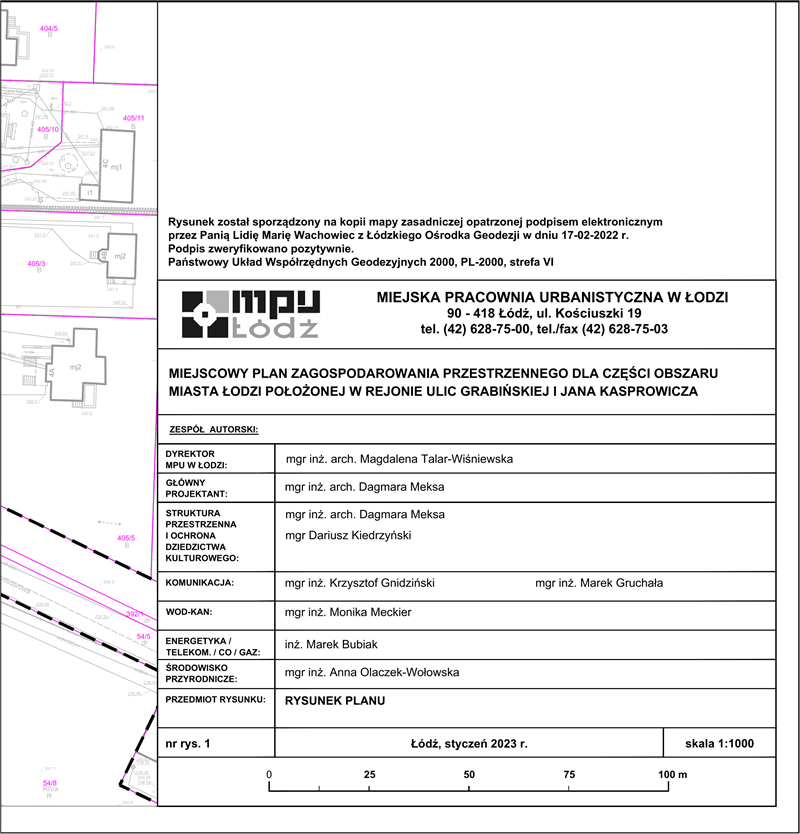 404/5
B
405/11
B
405/10
B
4C
mj1
i1
405/3
B
4B
mj2
4A
mj2
405/5
B
392/1
dr
54/5
dr
54/8
RIVa
R
Rysunek został sporządzony na kopii mapy zasadniczej opatrzonej podpisem elektronicznym
przez Panią Lidię Marię Wachowiec z Łódzkiego Ośrodka Geodezji w dniu 17-02-2022 r.
Podpis zweryfikowano pozytywnie.
Państwowy Układ Współrzędnych Geodezyjnych 2000, PL-2000, strefa VI
mpu
Łódź
MIEJSKA PRACOWNIA URBANISTYCZNA W ŁODZI
90 - 418 Łódź, ul. Kościuszki 19
tel. (42) 628-75-00, tel./fax (42) 628-75-03
MIEJSCOWY PLAN ZAGOSPODAROWANIA PRZESTRZENNEGO DLA CZĘŚCI OBSZARU
MIASTA ŁODZI POŁOŻONEJ W REJONIE ULIC GRABIŃSKIEJ I JANA KASPROWICZA
ZESPÓŁ AUTORSKI:
DYREKTOR
MPU W ŁODZI:
mgr inż. arch. Magdalena Talar-Wiśniewska
GŁÓWNY
PROJEKTANT:
mgr inż. arch. Dagmara Meksa
STRUKTURA
PRZESTRZENNA
I OCHRONA
DZIEDZICTWA
KULTUROWEGO:
mgr inż. arch. Dagmara Meksa
mgr Dariusz Kiedrzyński
KOMUNIKACJA:
mgr inż. Krzysztof Gnidziński mgr inż. Marek Gruchała
WOD-KAN:
mgr inż. Monika Meckier
ENERGETYKA /
TELEKOM. / CO / GAZ:
inż. Marek Bubiak
ŚRODOWISKO
PRZYRODNICZE:
mgr inż. Anna Olaczek-Wołowska
PRZEDMIOT RYSUNKU:
RYSUNEK PLANU
nr rys. 1
Łódź, styczeń 2023 r.
skala 1:1000
0 25 50 75 100 m